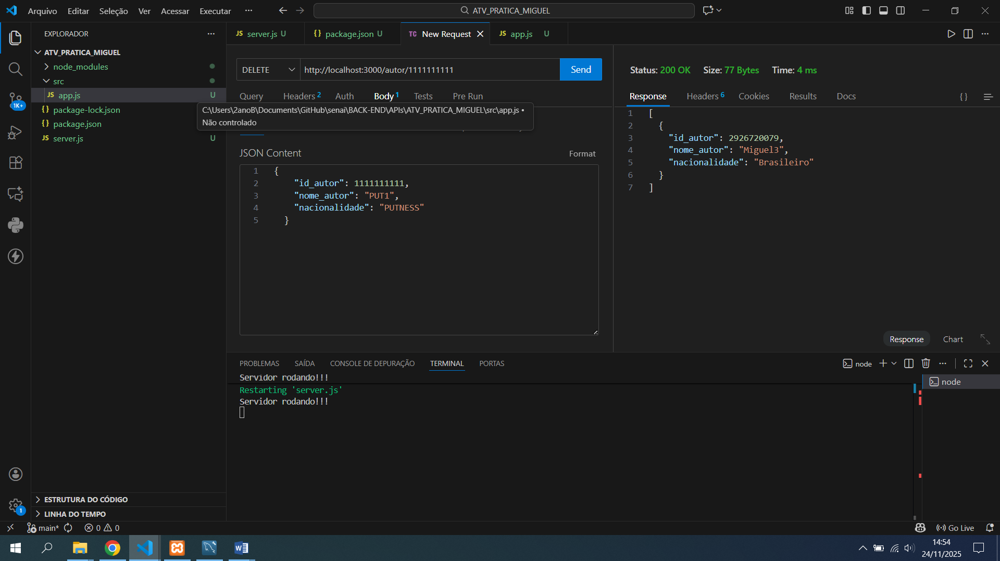 Arquivo Editar Seleção Ver Acessar Executar ··· ATV_PRATICA_MIGUEL
EXPLORADOR
JS server.js U {} package.json U TC New Request JS app.js U
ATV_PRATICA_MIGUEL
node_modules
src
JS app.js U
{} package-lock.json
{} package.json
JS server.js U
1K+
1
DELETE http://localhost:3000/autor/1111111111 Send
Query Headers 2 Auth Body 1 Tests Pre Run
C:\Users\2anoB\Documents\GitHub\senai\BACK-END\APIs\ATV_PRATICA_MIGUEL\src\app.js •
Não controlado
JSON Content Format
1 {
2 "id_autor": 1111111111,
3 "nome_autor": "PUT1",
4 "nacionalidade": "PUTNESS"
5 }
Status: 200 OK Size: 77 Bytes Time: 4 ms
Response Headers 6 Cookies Results Docs {}
1 [
2 {
3 "id_autor": 2926720079,
4 "nome_autor": "Miguel3",
5 "nacionalidade": "Brasileiro"
6 }
7 ]
Response Chart
PROBLEMAS SAÍDA CONSOLE DE DEPURAÇÃO TERMINAL PORTAS node
Servidor rodando!!!
Restarting 'server.js'
Servidor rodando!!!
node
ESTRUTURA DO CÓDIGO
LINHA DO TEMPO
main* 0 0 Go Live
14:54
24/11/2025